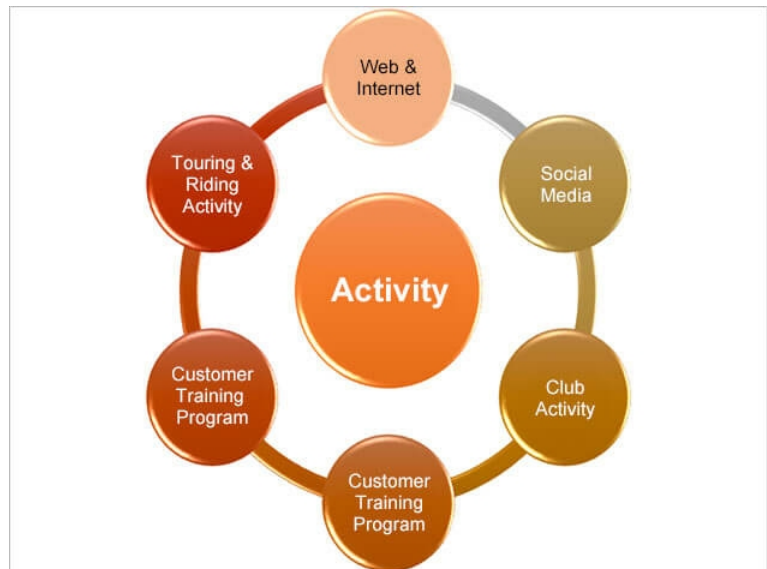 Web &
Internet
Social
Media
Club
Activity
Customer
Training
Program
Customer
Training
Program
Touring &
Riding
Activity
Activity